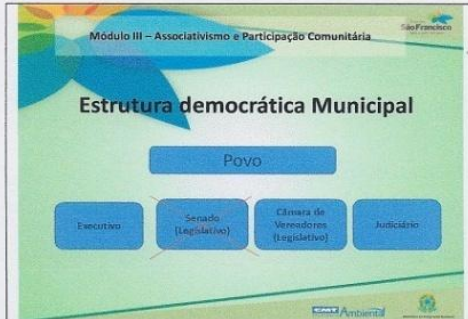 São Francisco
Módulo III – Associativismo e Participação Comunitária
Estrutura democrática Municipal
Povo
Executivo
Senado
(Legislativo)
Câmara de
Vereadores
(Legislativo)
Judiciário
CMT Ambiental